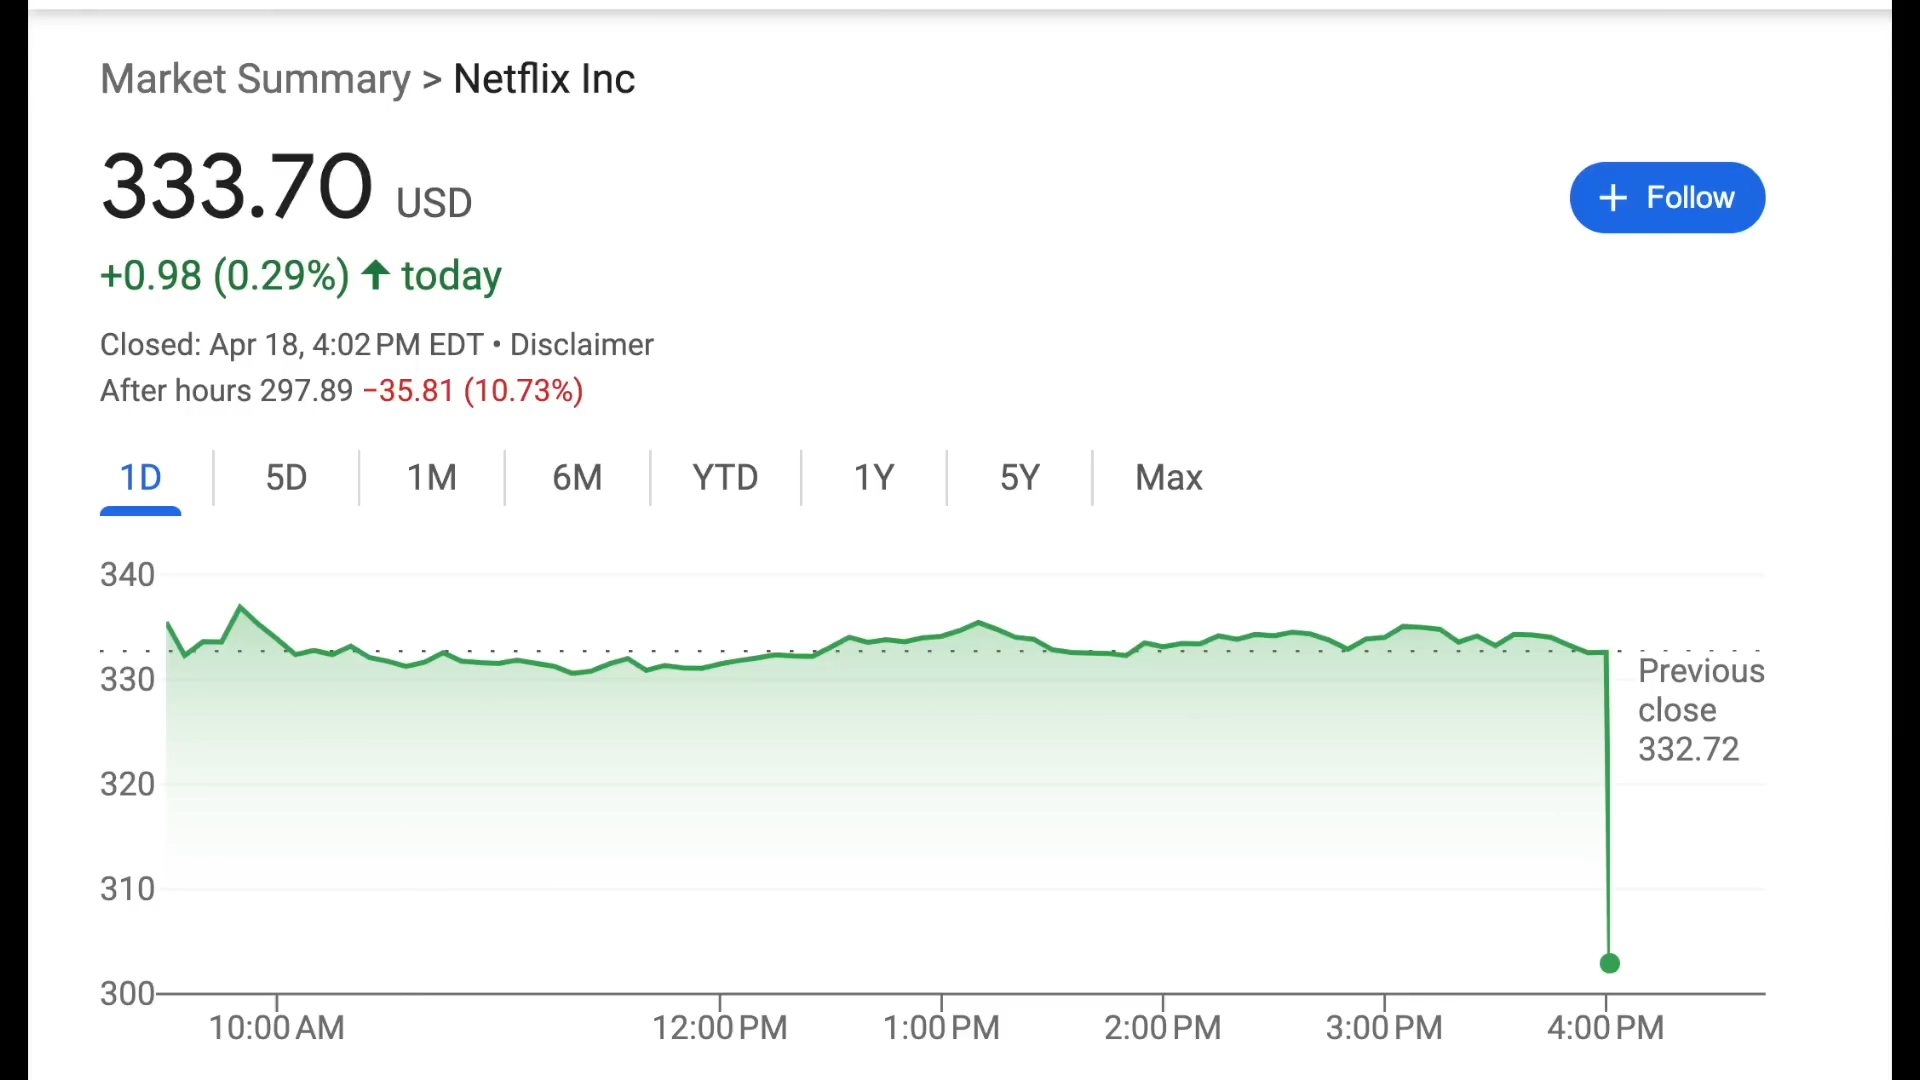 Market Summary > Netflix Inc
333.70 USD
+ Follow
+0.98 (0.29%) ↑ today
Closed: Apr 18, 4:02 PM EDT • Disclaimer
After hours 297.89 −35.81 (10.73%)
1D 5D 1M 6M YTD 1Y 5Y Max
340
330
320
310
300
Previous
close
332.72
10:00 AM 12:00 PM 1:00 PM 2:00 PM 3:00 PM 4:00 PM